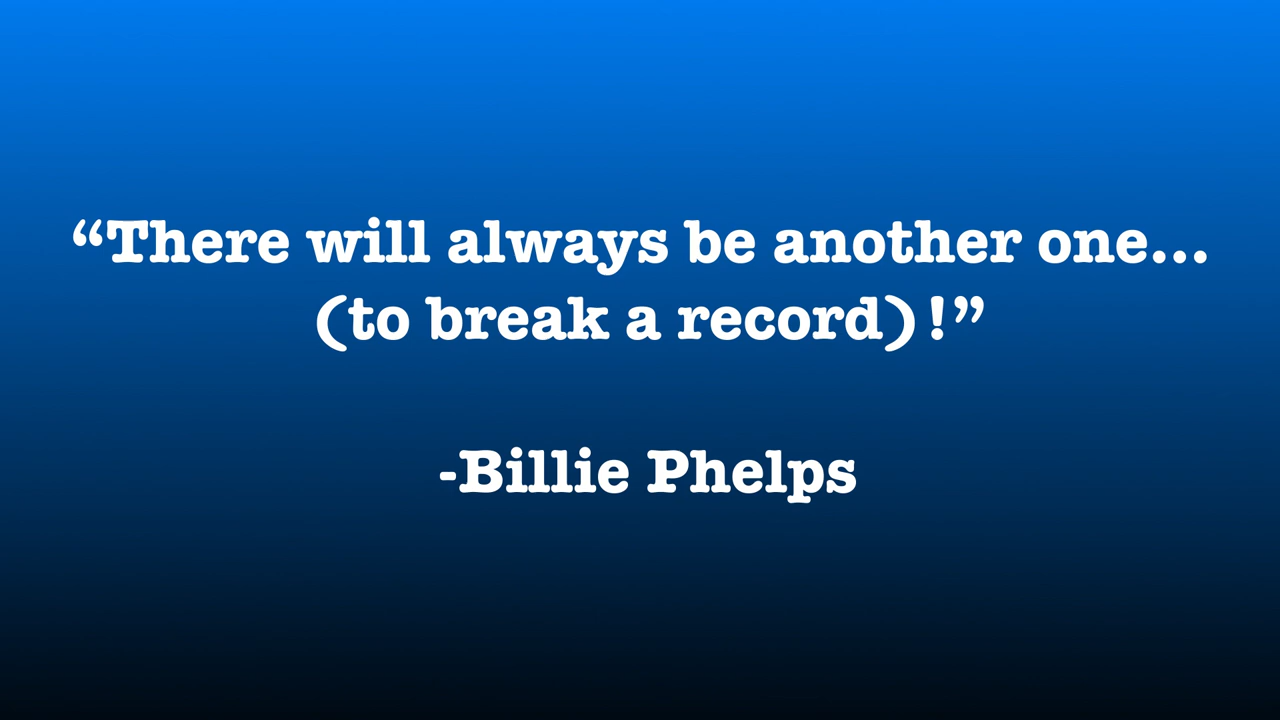 “There will always be another one...
(to break a record)!”
-Billie Phelps